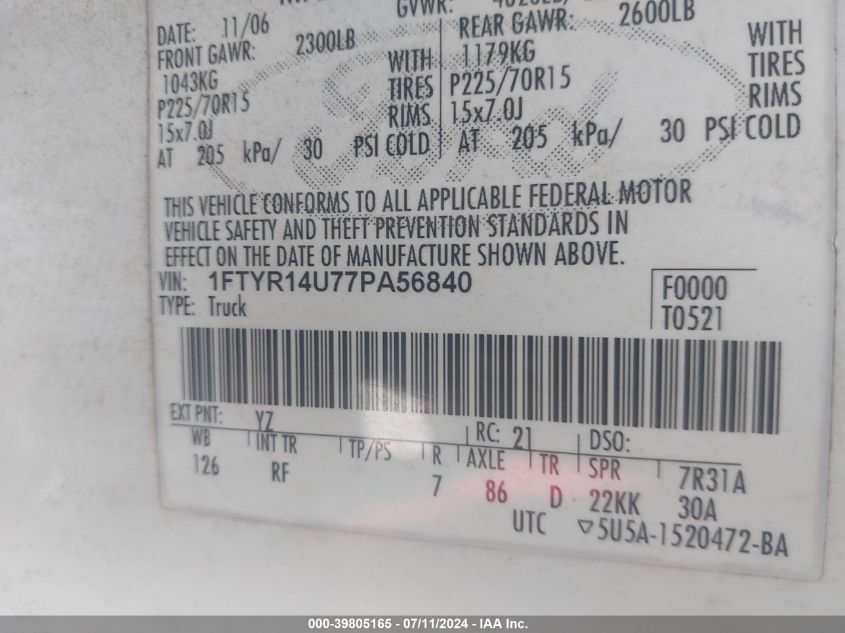 DATE: 11/06
GVWR:
FRONT GAWR: 2300LB
REAR GAWR: 2600LB
1043KG WITH
1179KG WITH
P225/70R15 TIRES
P225/70R15 TIRES
15x7.0J RIMS
15x7.0J RIMS
AT 205 kPa/ 30 PSI COLD
AT 205 kPa/ 30 PSI COLD
Ford
THIS VEHICLE CONFORMS TO ALL APPLICABLE FEDERAL MOTOR
VEHICLE SAFETY AND THEFT PREVENTION STANDARDS IN
EFFECT ON THE DATE OF MANUFACTURE SHOWN ABOVE.
VIN: 1FTYR14U77PA56840
F0000
TYPE: Truck
T0521
EXT PNT: YZ
RC: 21
DSO:
WB INT TR TP/PS R AXLE TR SPR 7R31A
126 RF 7 86 D 22KK 30A
UTC ▽5U5A-1520472-BA
000-39805165 - 07/11/2024 - IAA Inc.